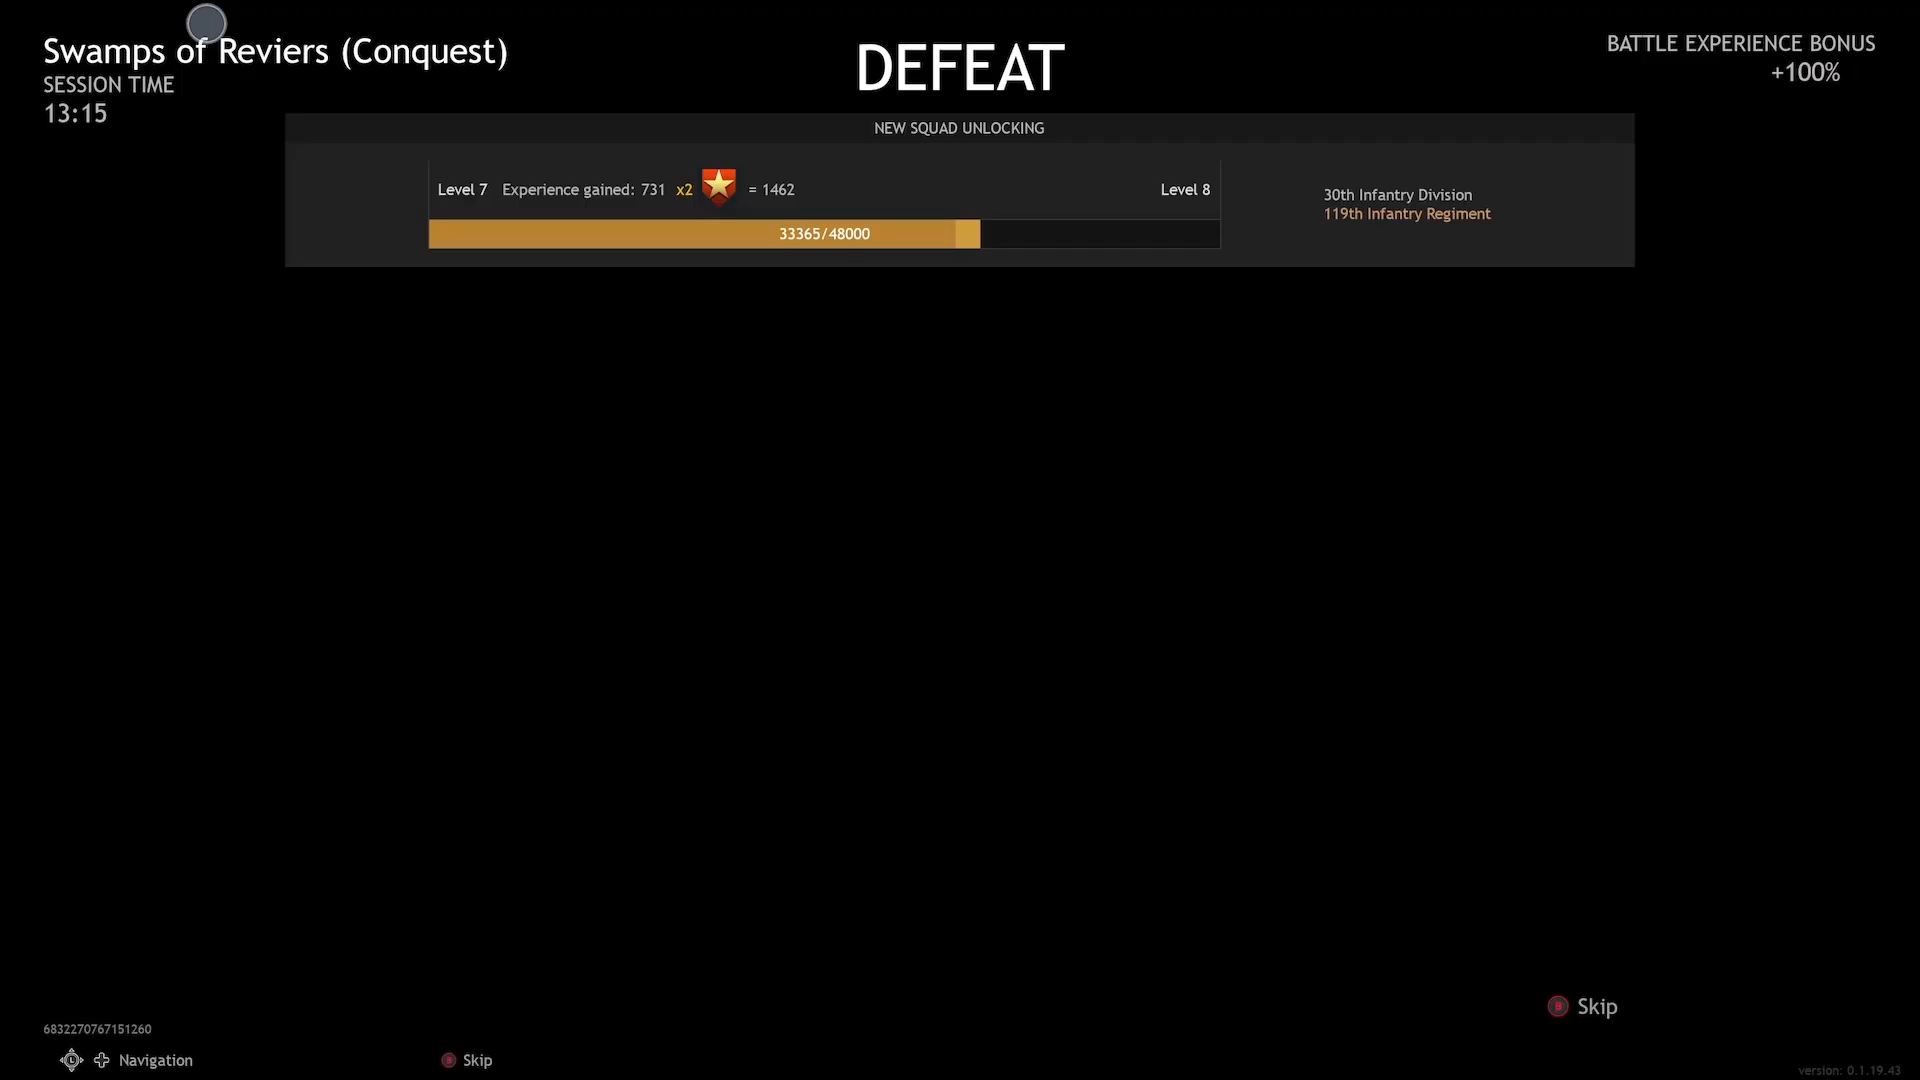 Swamps of Reviers (Conquest)
SESSION TIME
13:15
DEFEAT
BATTLE EXPERIENCE BONUS
+100%
NEW SQUAD UNLOCKING
Level 7 Experience gained: 731 x2 = 1462 Level 8
33365/48000
30th Infantry Division
119th Infantry Regiment
B Skip
6832270767151260
L Navigation
B Skip
version: 0.1.19.43